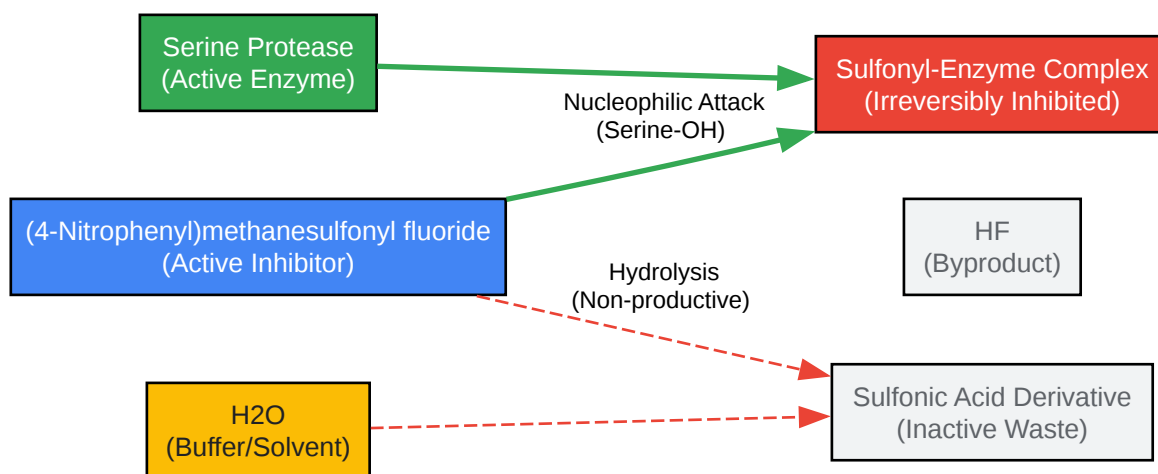 Serine Protease
(Active Enzyme)
Sulfonyl-Enzyme Complex
(Irreversibly Inhibited)
Nucleophilic Attack
(Serine-OH)
(4-Nitrophenyl)methanesulfonyl fluoride
(Active Inhibitor)
HF
(Byproduct)
Hydrolysis
(Non-productive)
H2O
(Buffer/Solvent)
Sulfonic Acid Derivative
(Inactive Waste)